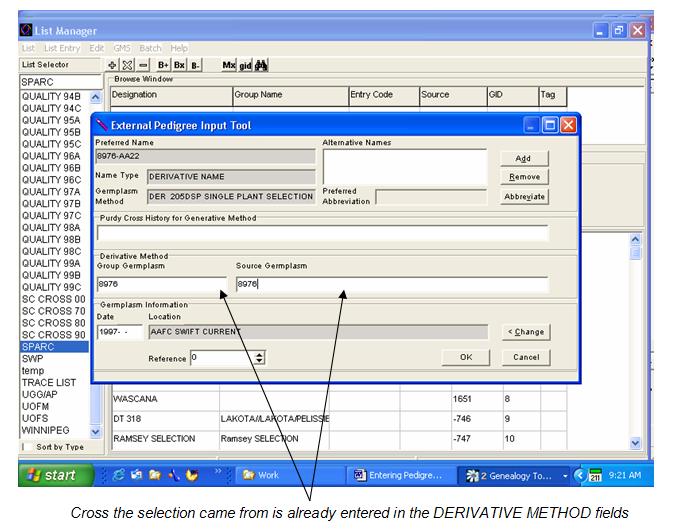 List Manager
List List Entry Edit GMS Batch Help
List Selector
B+ Bx B- Mx gid
SPARC
Browse Window
Designation Group Name Entry Code Source GID Tag
QUALITY 94B
QUALITY 94C
QUALITY 95A
QUALITY 95B
QUALITY 95C
QUALITY 96A
QUALITY 96B
QUALITY 96C
QUALITY 97A
QUALITY 97B
QUALITY 97C
QUALITY 98A
QUALITY 98B
QUALITY 98C
QUALITY 99A
QUALITY 99B
QUALITY 99C
SC CROSS 00
SC CROSS 70
SC CROSS 80
SC CROSS 90
SPARC
SWP
temp
TRACE LIST
UGG/AP
UOFM
UOFS
WINNIPEG
Sort by Type
External Pedigree Input Tool
Preferred Name
Alternative Names
8976-AA22
Add
Name Type DERIVATIVE NAME
Remove
Germplasm Method DER 205DSP SINGLE PLANT SELECTION
Preferred Abbreviation
Abbreviate
Purdy Cross History for Generative Method
Derivative Method
Group Germplasm Source Germplasm
8976 8976
Germplasm Information
Date Location
1997- - AAFC SWIFT CURRENT
< Change
Reference 0
OK Cancel
WASCANA 1651 8
DT 318 LAKOTA//LAKOTA/PELISSIE -746 9
RAMSEY SELECTION Ramsey SELECTION -747 10
start
»
Work
Entering Pedigre...
2 Genealogy To...
211
9:21 AM
Cross the selection came from is already entered in the DERIVATIVE METHOD fields